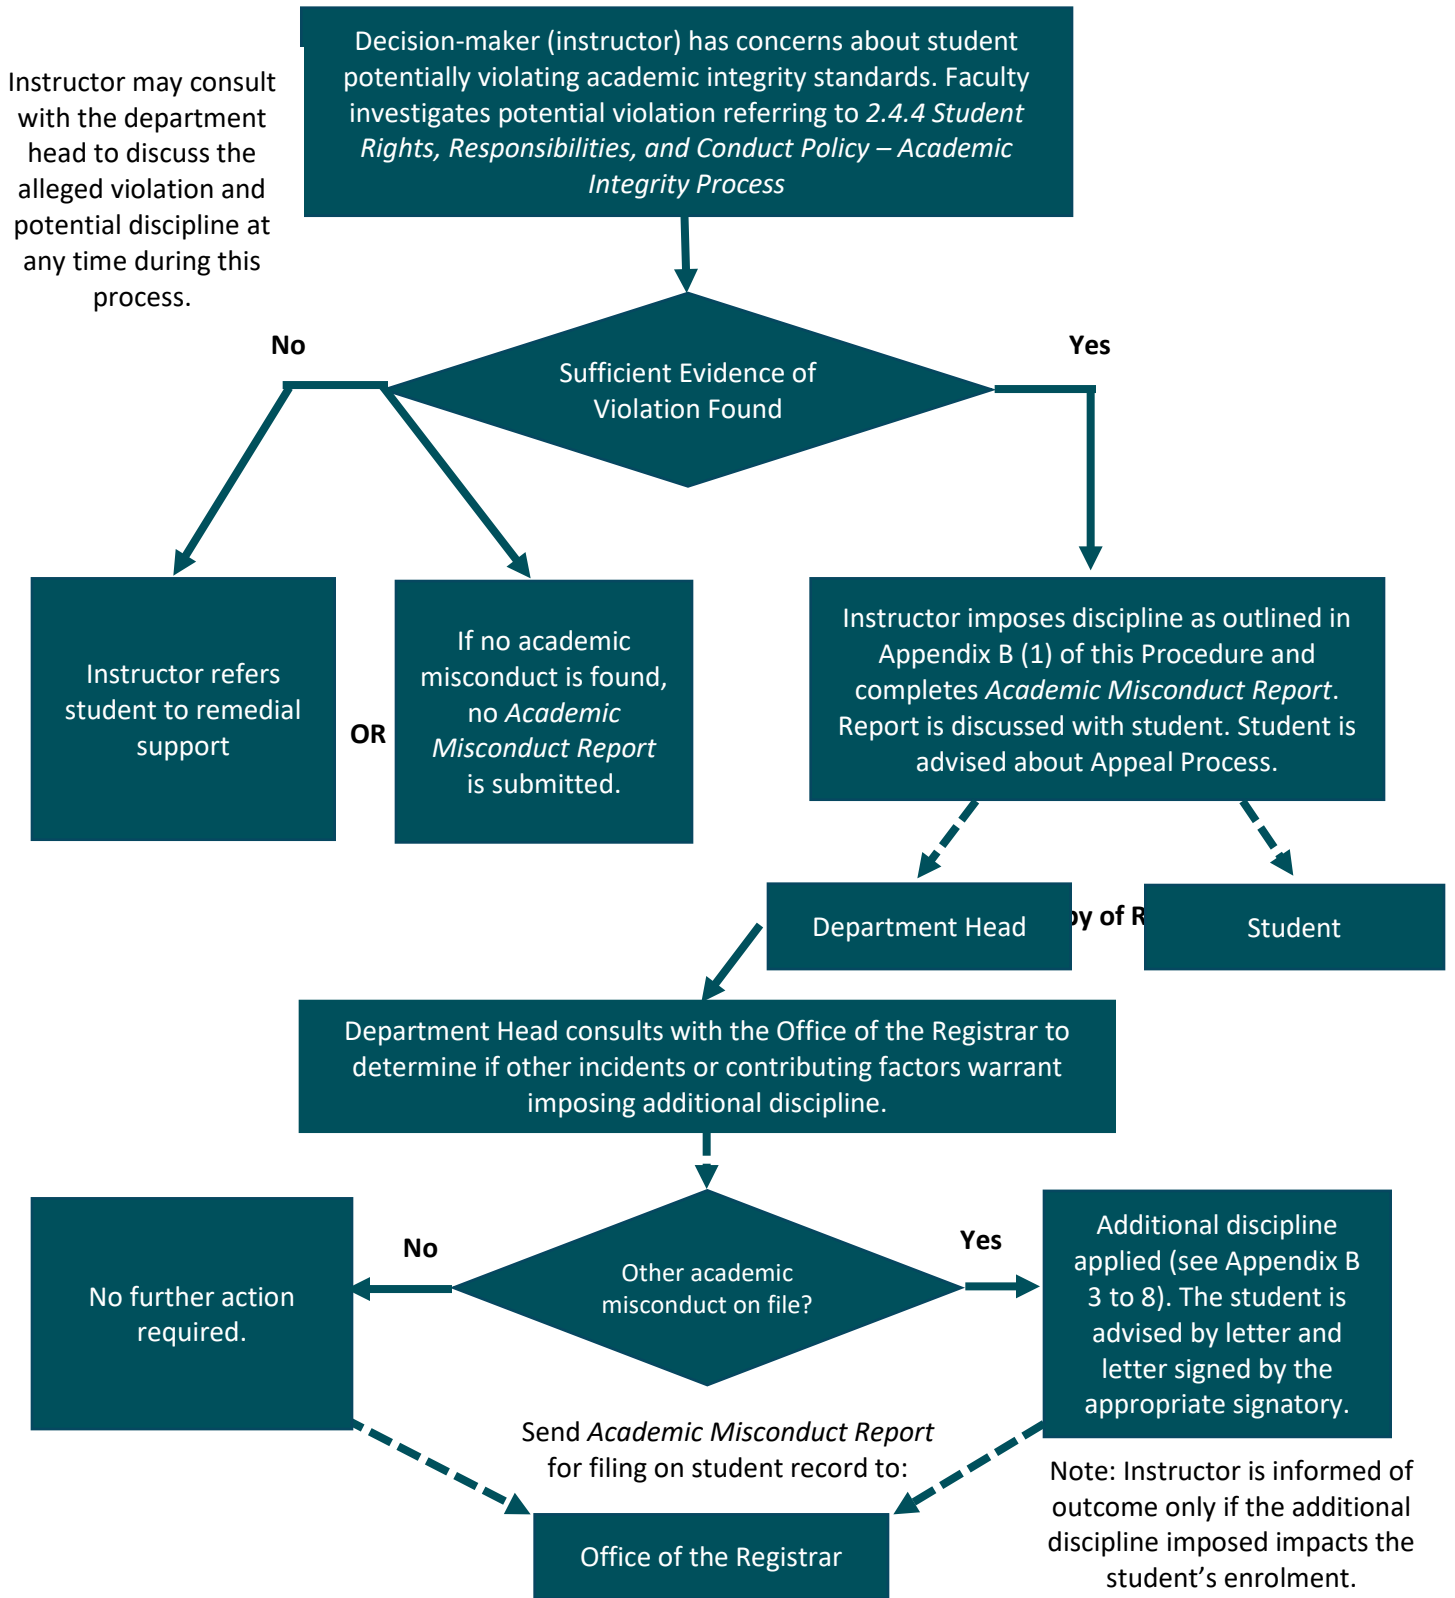 Decision-maker (instructor) has concerns about student
potentially violating academic integrity standards. Faculty
investigates potential violation referring to 2.4.4 Student
Rights, Responsibilities, and Conduct Policy – Academic
Integrity Process
Instructor may consult
with the department
head to discuss the
alleged violation and
potential discipline at
any time during this
process.
No
Yes
Sufficient Evidence of
Violation Found
Instructor refers
student to remedial
support
OR
If no academic
misconduct is found,
no Academic
Misconduct Report
is submitted.
Instructor imposes discipline as outlined in
Appendix B (1) of this Procedure and
completes Academic Misconduct Report.
Report is discussed with student. Student is
advised about Appeal Process.
Department Head
of
Student
Department Head consults with the Office of the Registrar to
determine if other incidents or contributing factors warrant
imposing additional discipline.
No
Yes
Other academic
misconduct on file?
No further action
required.
Additional discipline
applied (see Appendix B
3 to 8). The student is
advised by letter and
letter signed by the
appropriate signatory.
Send Academic Misconduct Report
for filing on student record to:
Office of the Registrar
Note: Instructor is informed of
outcome only if the additional
discipline imposed impacts the
student’s enrolment.